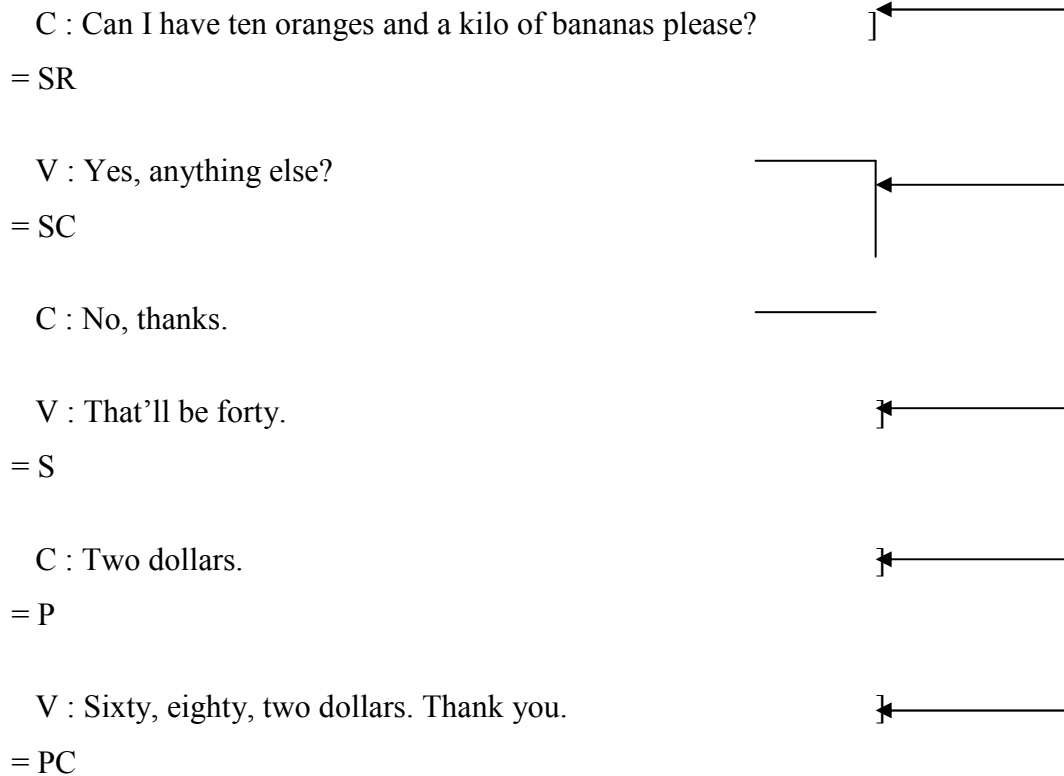 C : Can I have ten oranges and a kilo of bananas please? ]
= SR
V : Yes, anything else?
= SC
C : No, thanks.
V : That’ll be forty. ]
= S
C : Two dollars. ]
= P
V : Sixty, eighty, two dollars. Thank you. ]
= PC